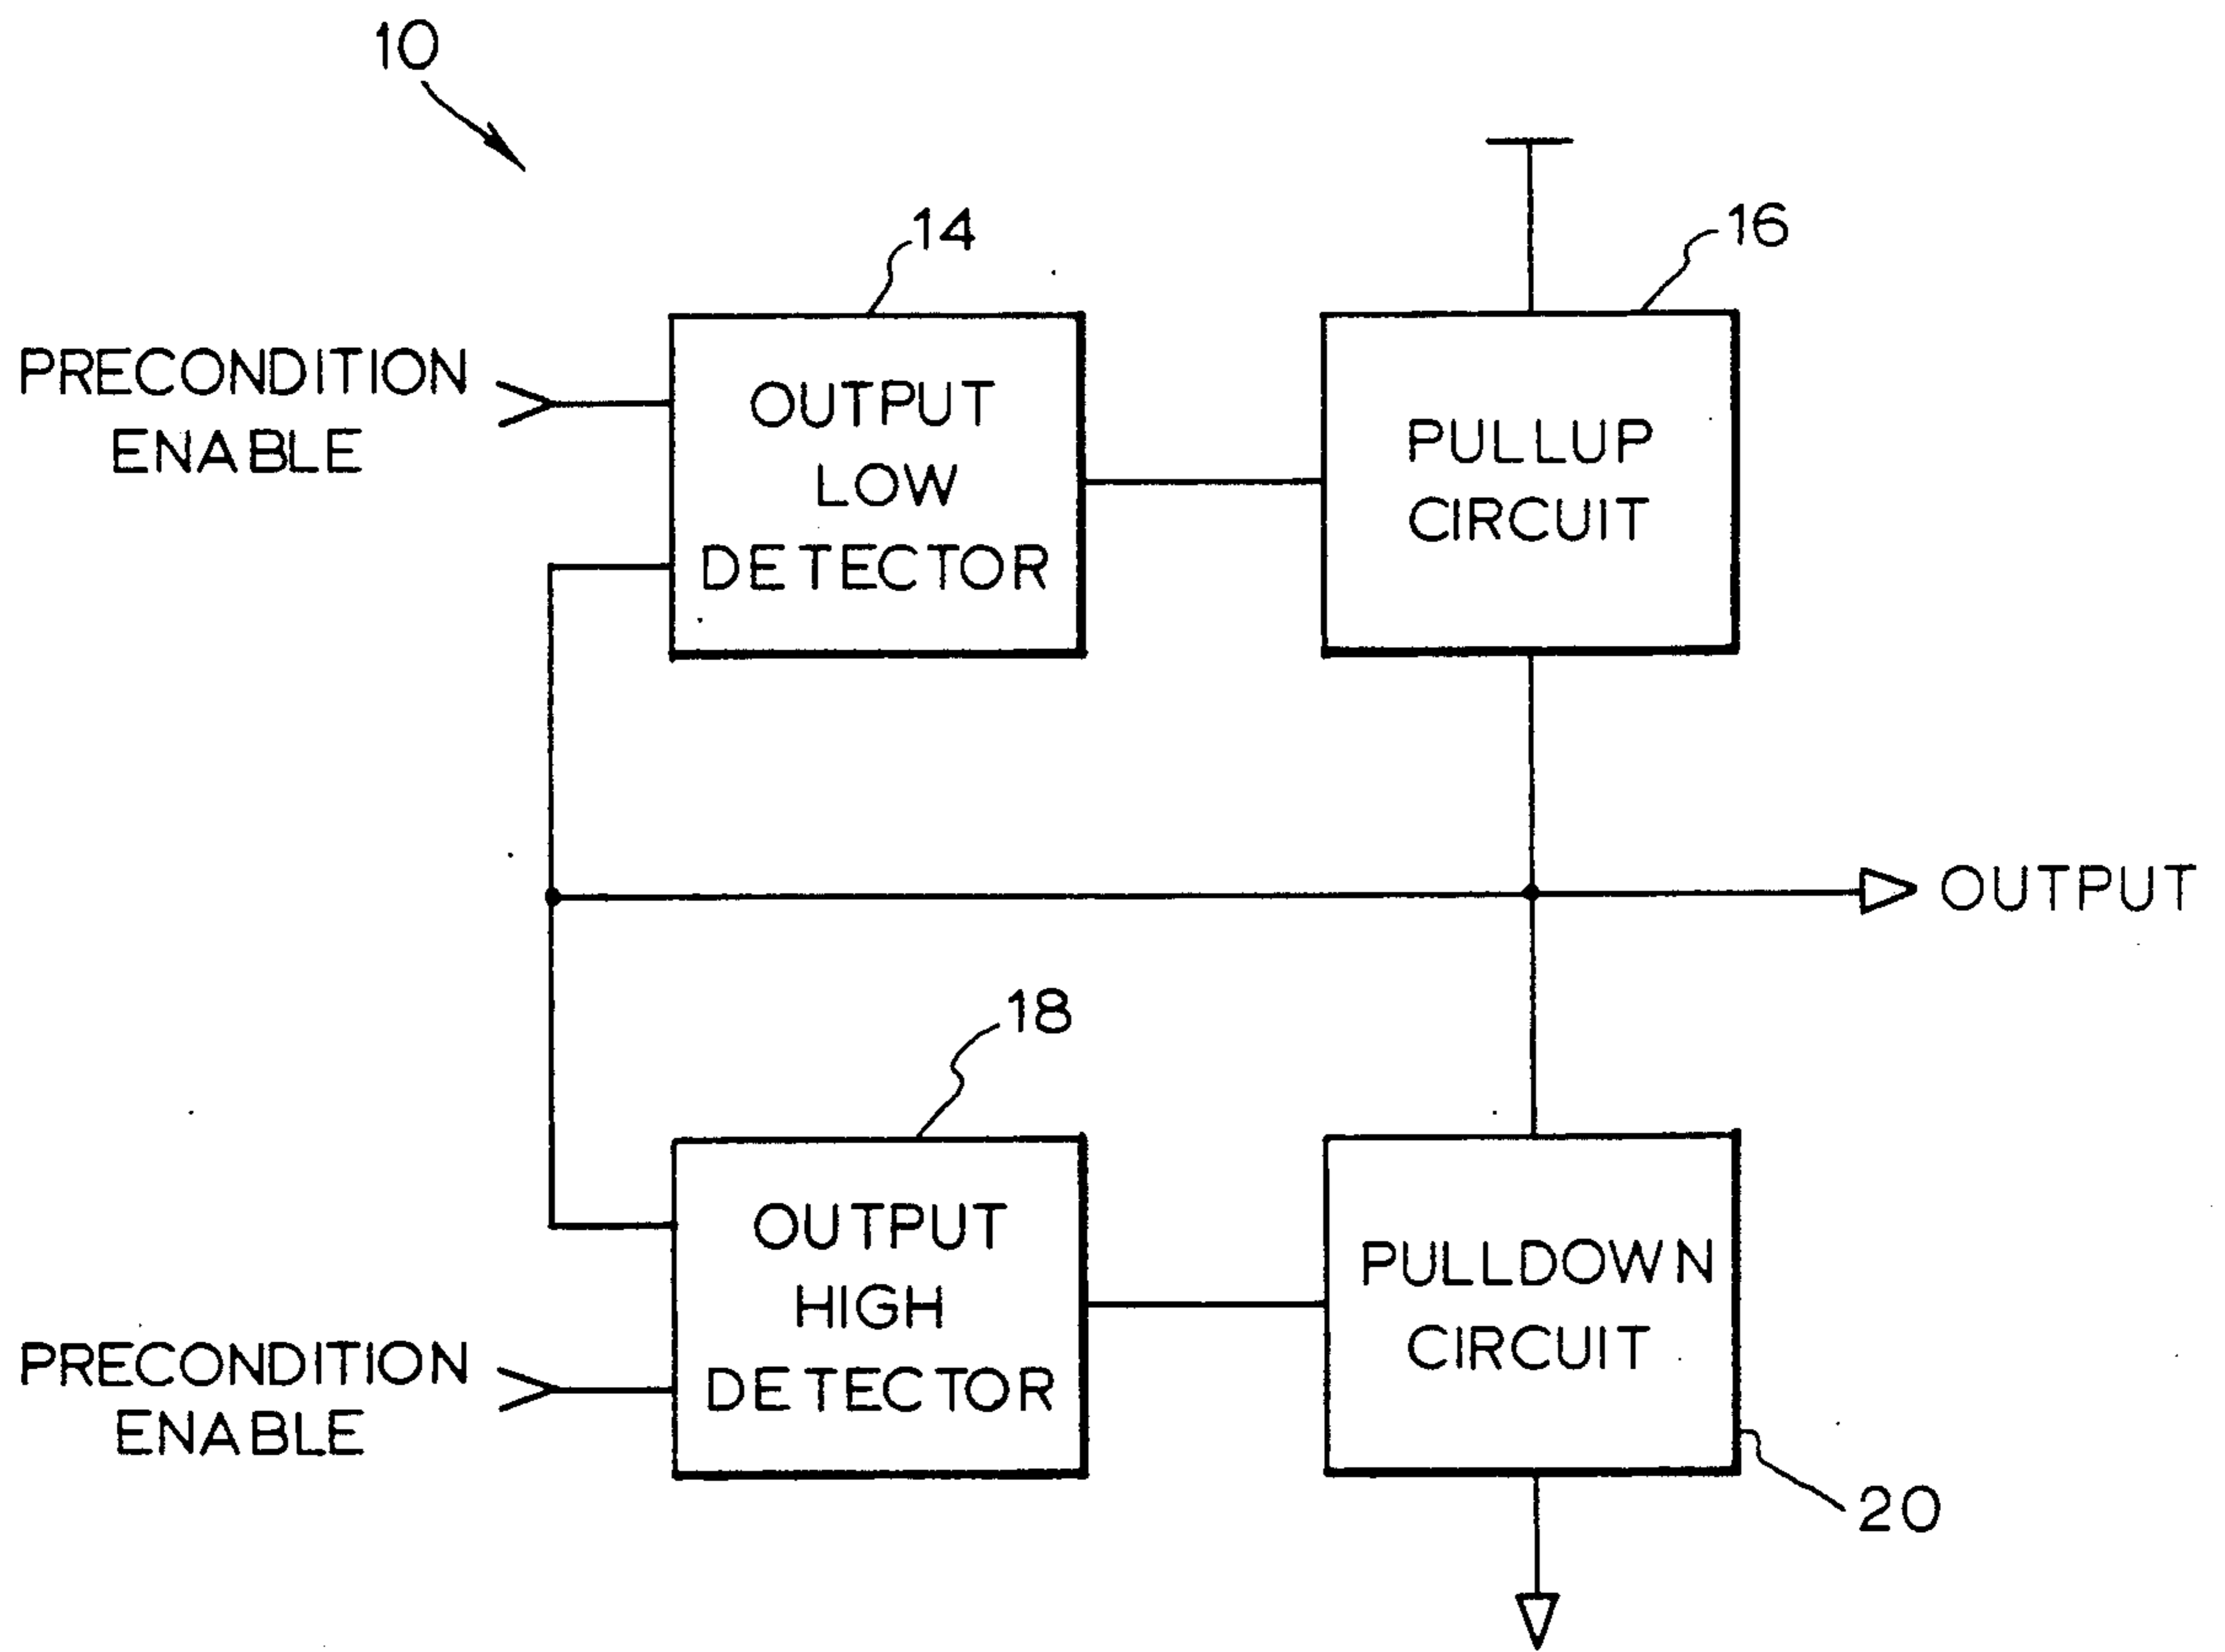 10
14
16
PRECONDITION
ENABLE
OUTPUT
LOW
DETECTOR
PULLUP
CIRCUIT
OUTPUT
18
OUTPUT
HIGH
DETECTOR
PULLDOWN
CIRCUIT
PRECONDITION
ENABLE
20